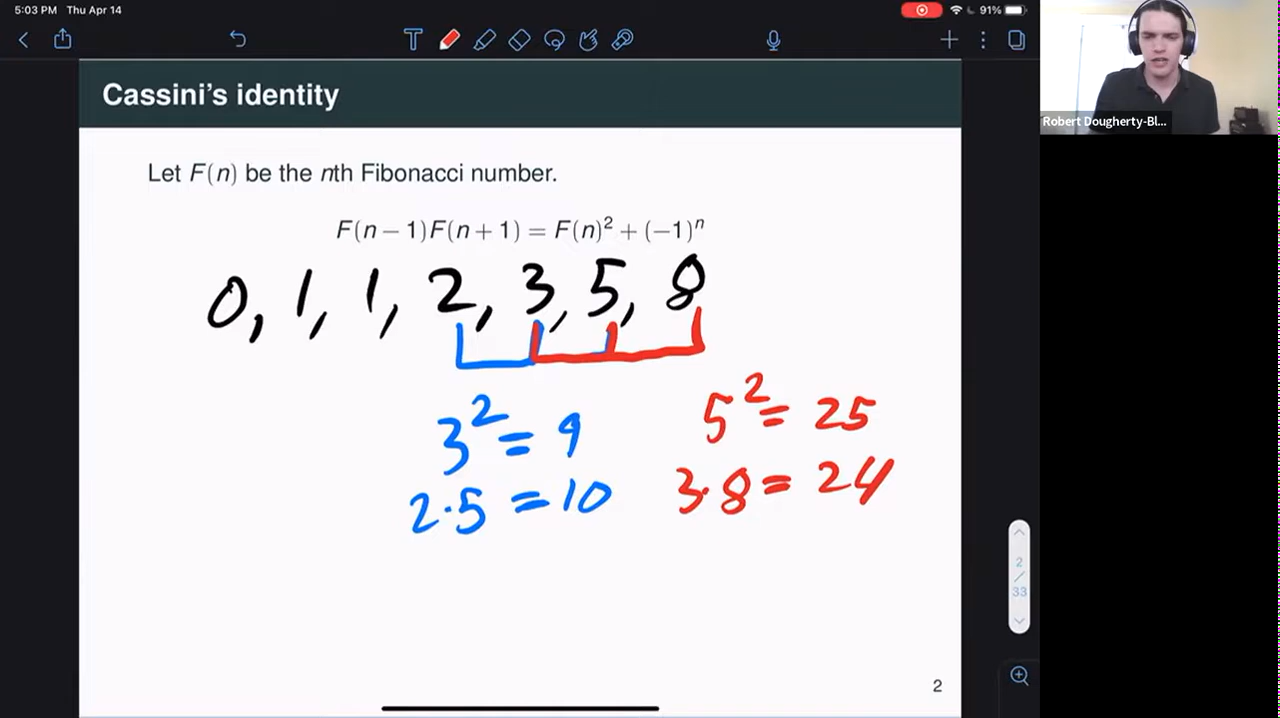 5:03 PM Thu Apr 14
91%
Robert Dougherty-Bl...
Cassini's identity
Let F(n) be the nth Fibonacci number.
F(n − 1)F(n + 1) = F(n)² + (−1)ⁿ
0, 1, 1, 2, 3, 5, 8
3² = 9
2·5 = 10
5² = 25
3·8 = 24
2
/
33
2